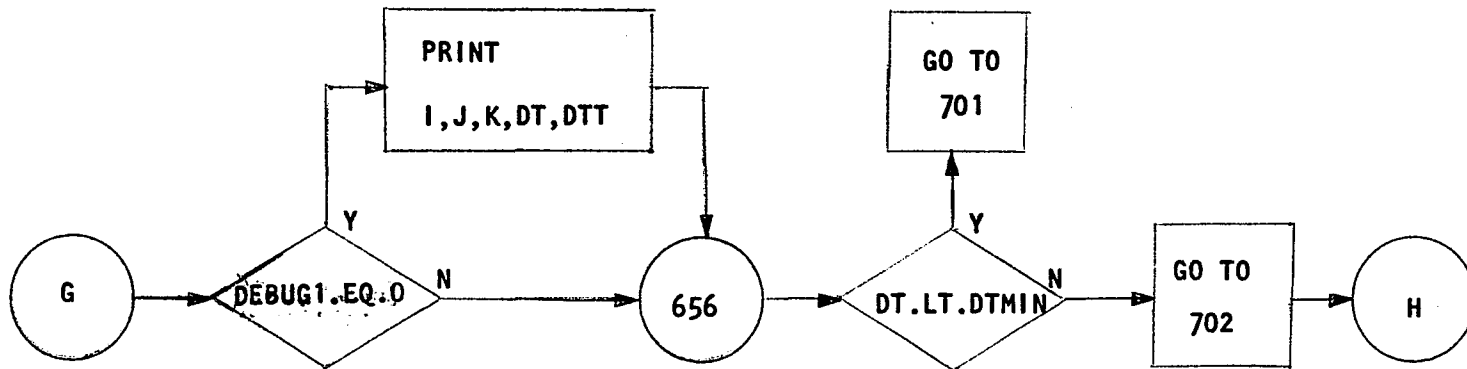 PRINT
I,J,K,DT,DTT
GO TO
701
Y
Y
G
DEBUG1.EQ.0
N
656
DT.LT.DTMIN
N
GO TO
702
H